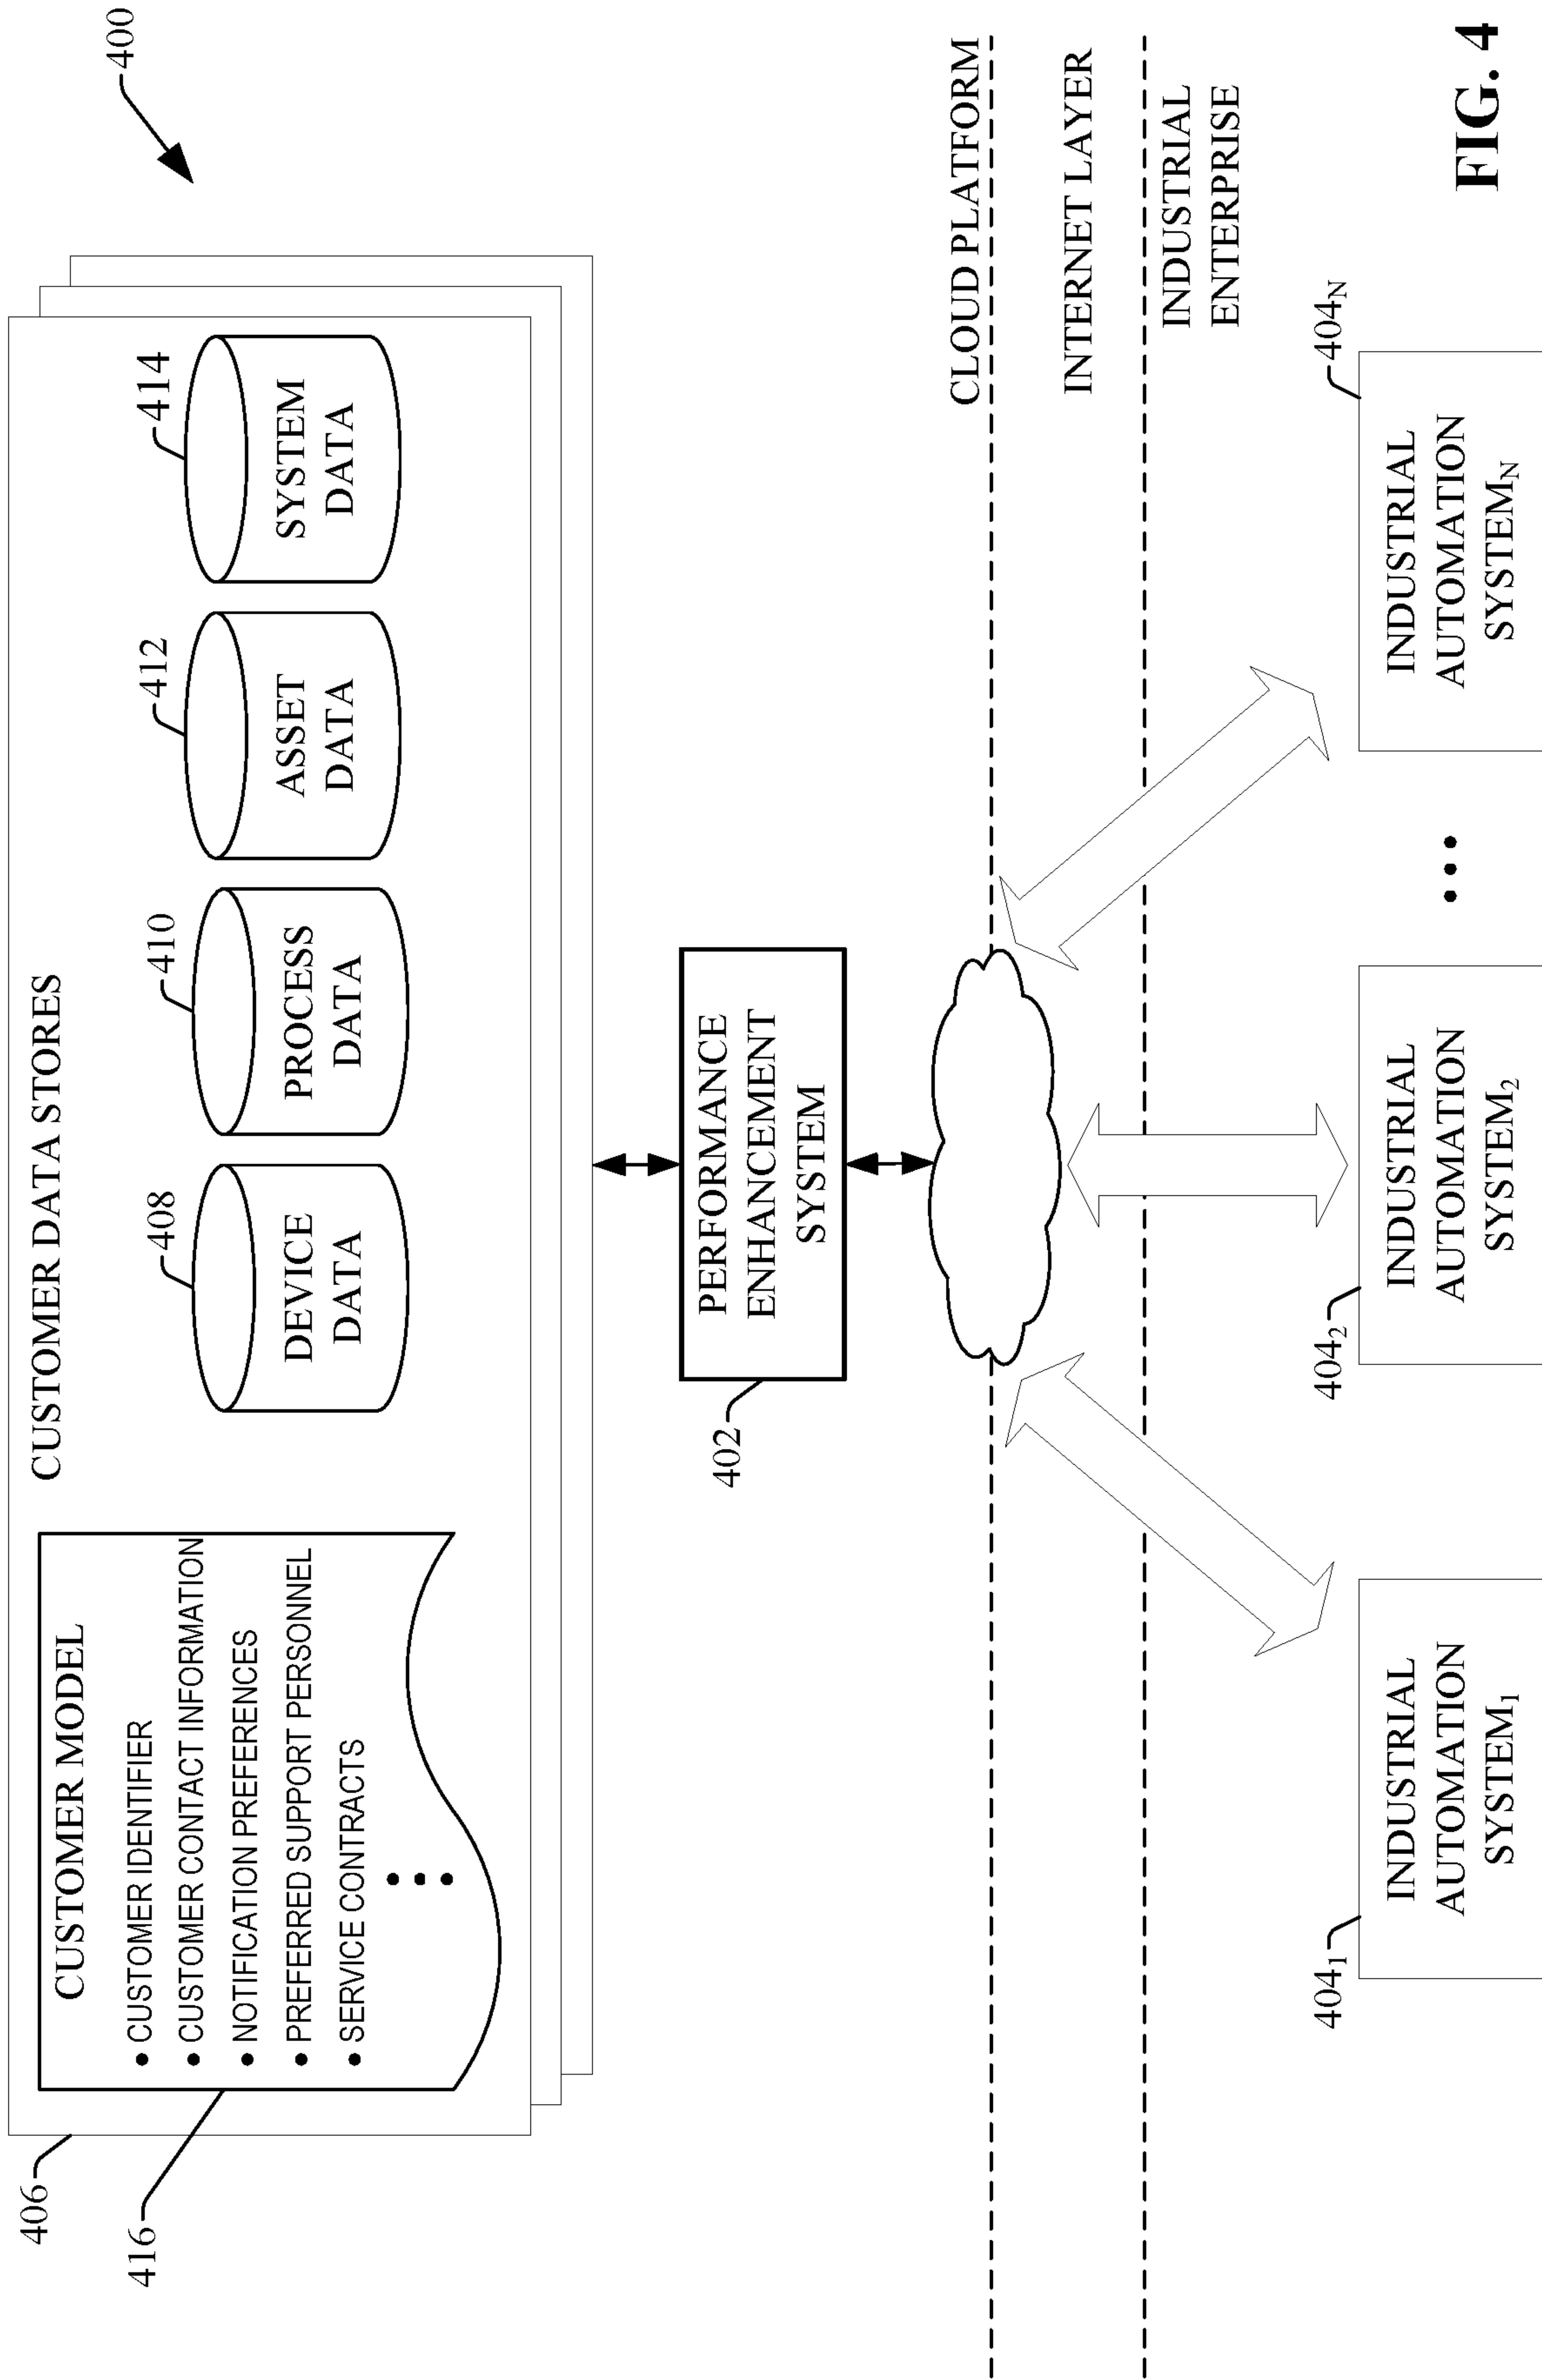 400
CUSTOMER DATA STORES
406
416
CUSTOMER MODEL
• CUSTOMER IDENTIFIER
• CUSTOMER CONTACT INFORMATION
• NOTIFICATION PREFERENCES
• PREFERRED SUPPORT PERSONNEL
• SERVICE CONTRACTS
408
DEVICE
DATA
410
PROCESS
DATA
412
ASSET
DATA
414
SYSTEM
DATA
402
PERFORMANCE
ENHANCEMENT
SYSTEM
CLOUD PLATFORM
INTERNET LAYER
INDUSTRIAL
ENTERPRISE
404₁
INDUSTRIAL
AUTOMATION
SYSTEM₁
404₂
INDUSTRIAL
AUTOMATION
SYSTEM₂
404N
INDUSTRIAL
AUTOMATION
SYSTEMN
FIG. 4